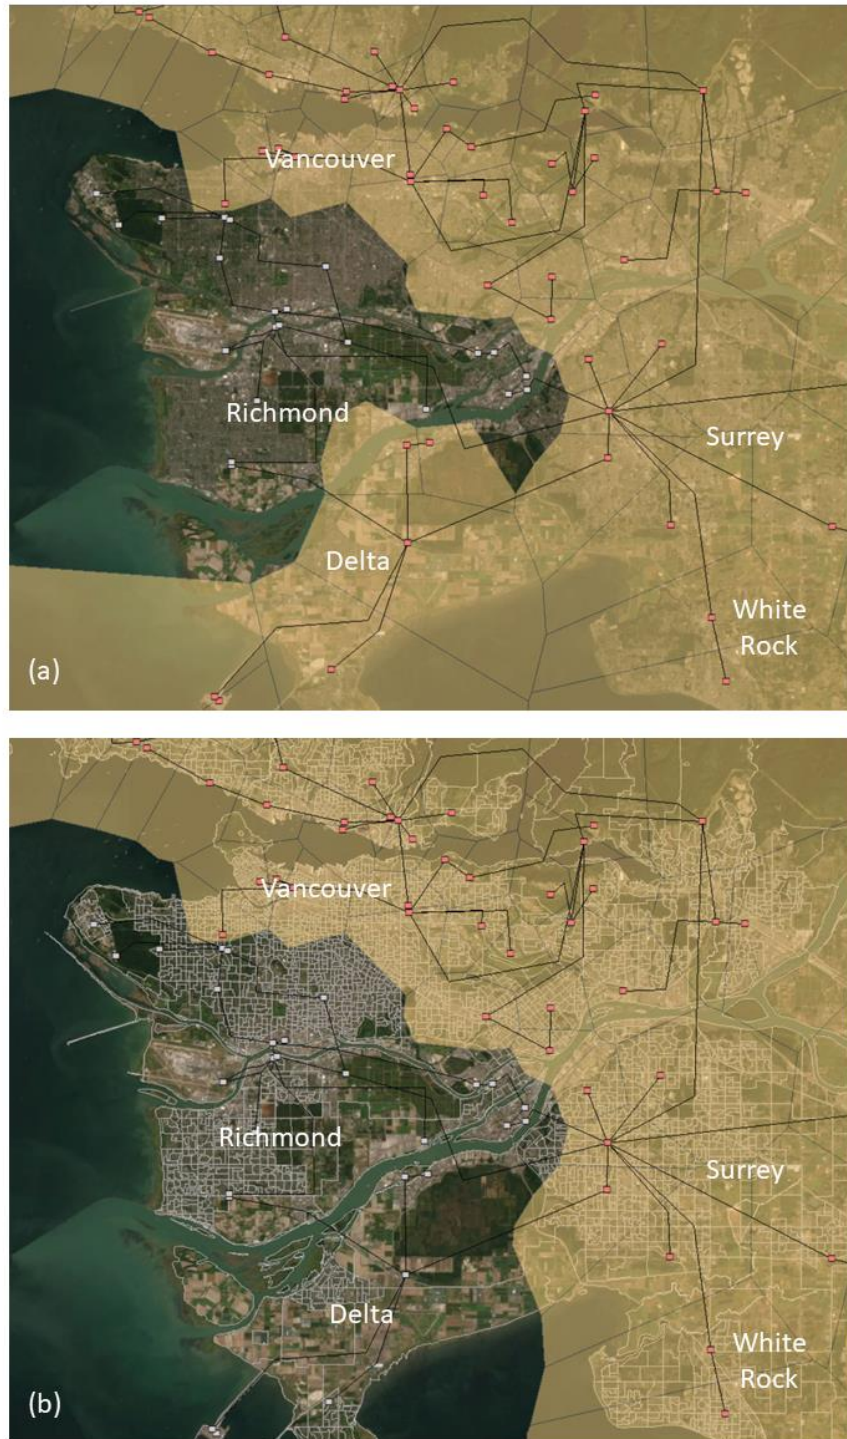 Vancouver
Richmond
Surrey
Delta
White
Rock
(a)
Vancouver
Richmond
Surrey
Delta
White
Rock
(b)